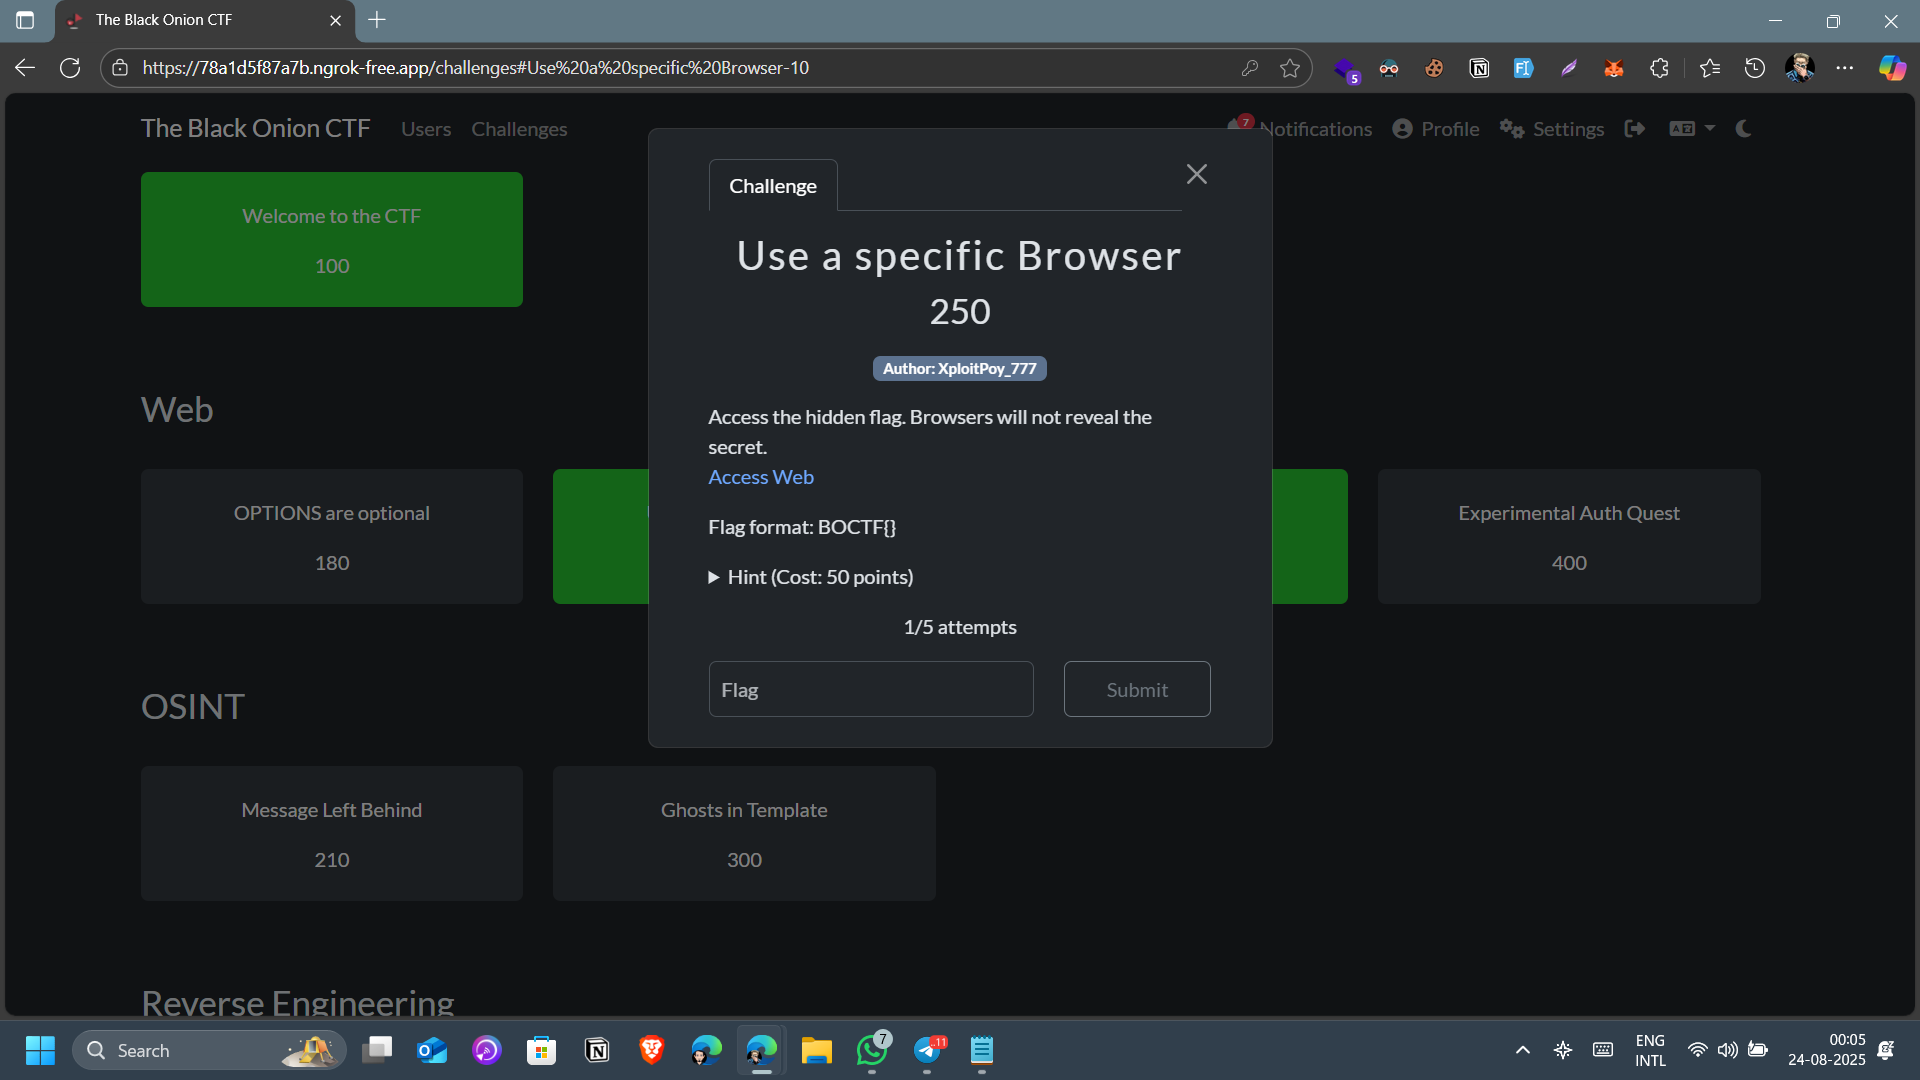 The Black Onion CTF
https://78a1d5f87a7b.ngrok-free.app/challenges#Use%20a%20specific%20Browser-10
5
The Black Onion CTF
Users
Challenges
7
Notifications
Profile
Settings
Welcome to the CTF
100
Challenge
Use a specific Browser
250
Author: XploitPoy_777
Access the hidden flag. Browsers will not reveal the
secret.
Access Web
Flag format: BOCTF{}
Hint (Cost: 50 points)
1/5 attempts
Flag
Submit
Web
OPTIONS are optional
180
Experimental Auth Quest
400
OSINT
Message Left Behind
210
Ghosts in Template
300
Reverse Engineering
Search
7
ENG
INTL
00:05
24-08-2025